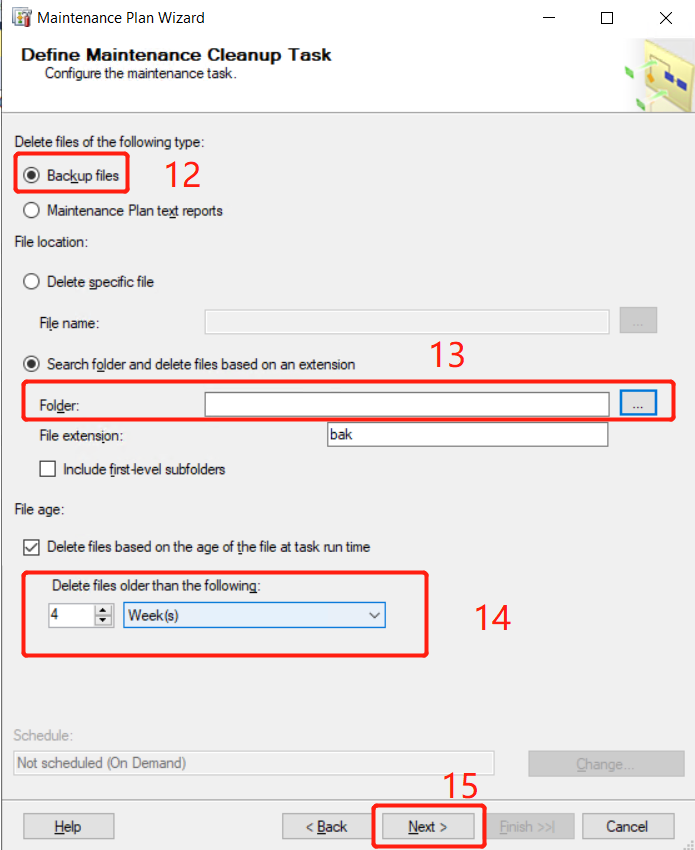 Maintenance Plan Wizard
Define Maintenance Cleanup Task
Configure the maintenance task.
Delete files of the following type:
Backup files 12
Maintenance Plan text reports
File location:
Delete specific file
File name: ...
13
Search folder and delete files based on an extension
Folder: ...
File extension: bak
Include first-level subfolders
File age:
Delete files based on the age of the file at task run time
Delete files older than the following:
4 Week(s) 14
Schedule:
Not scheduled (On Demand) Change...
15
Help < Back Next > Finish >>| Cancel